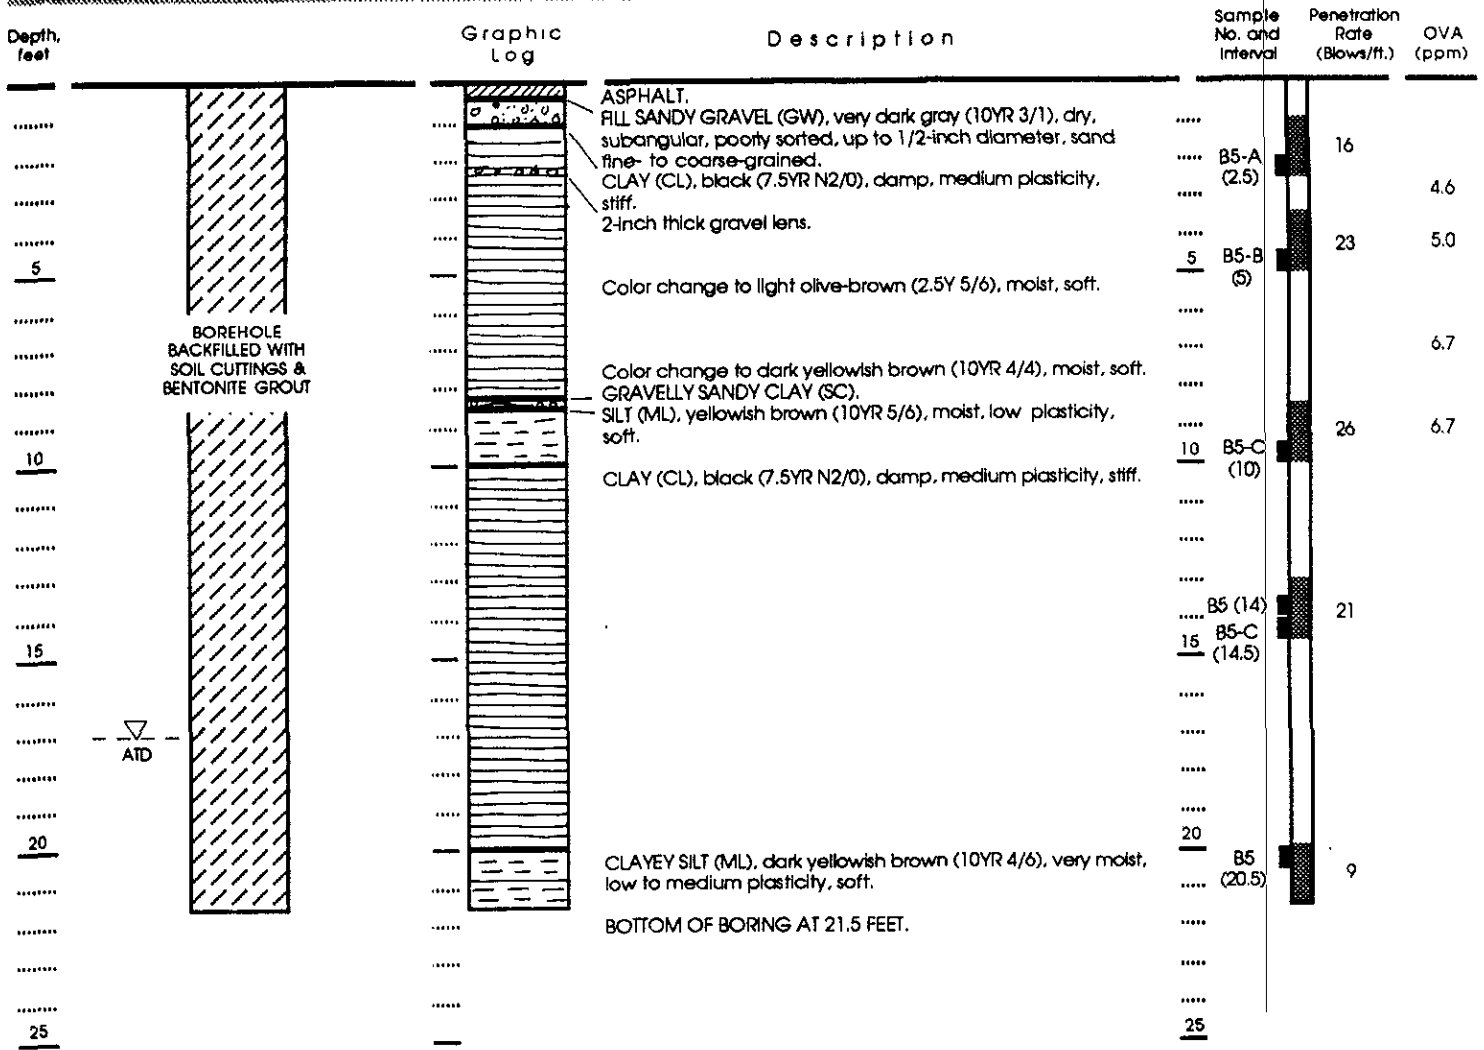 Depth,
feet
Graphic
Log
Description
Sample
No. and
Interval
Penetration
Rate
(Blows/ft.)
OVA
(ppm)
ASPHALT.
FILL SANDY GRAVEL (GW), very dark gray (10YR 3/1), dry,
subangular, poorly sorted, up to 1/2-inch diameter, sand
fine- to coarse-grained.
CLAY (CL), black (7.5YR N2/0), damp, medium plasticity,
stiff.
2-inch thick gravel lens.
Color change to light olive-brown (2.5Y 5/6), moist, soft.
Color change to dark yellowish brown (10YR 4/4), moist, soft.
GRAVELLY SANDY CLAY (SC).
SILT (ML), yellowish brown (10YR 5/6), moist, low plasticity,
soft.
CLAY (CL), black (7.5YR N2/0), damp, medium plasticity, stiff.
CLAYEY SILT (ML), dark yellowish brown (10YR 4/6), very moist,
low to medium plasticity, soft.
BOTTOM OF BORING AT 21.5 FEET.
5
10
15
20
25
BOREHOLE
BACKFILLED WITH
SOIL CUTTINGS &
BENTONITE GROUT
ATD
5
10
15
20
25
B5-A
(2.5)
B5-B
(5)
B5-C
(10)
B5 (14)
B5-C
(14.5)
B5
(20.5)
16
23
26
21
9
4.6
5.0
6.7
6.7